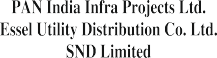 PAN India Infra Projects Ltd.
Essel Utility Distribution Co. Ltd.
SND Limited